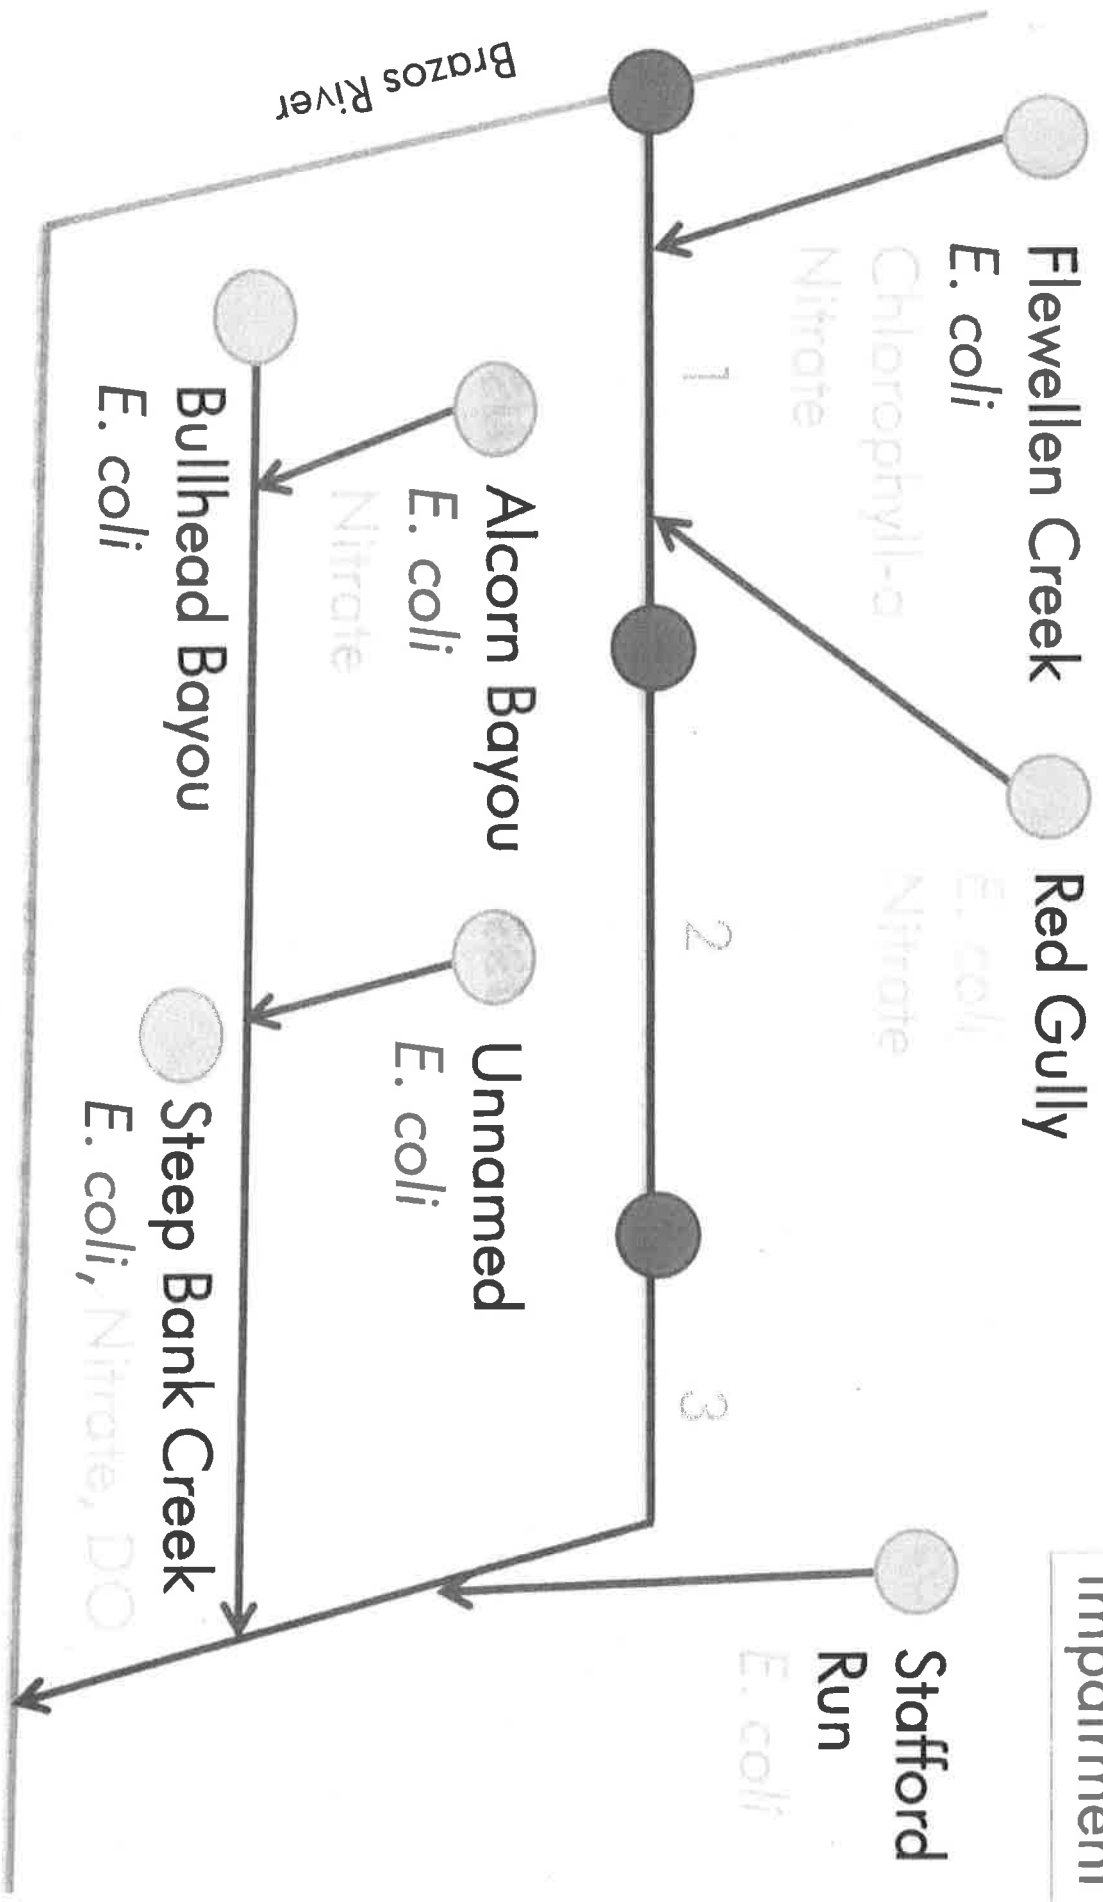 Impairment
Flewellen Creek
E. coli
Chlorophyll-a
Nitrate
Red Gully
E. coli
Nitrate
Stafford
Run
E. coli
1
2
3
Brazos River
Alcorn Bayou
E. coli
Nitrate
Unnamed
E. coli
Bullhead Bayou
E. coli
Steep Bank Creek
E. coli, Nitrate, DO